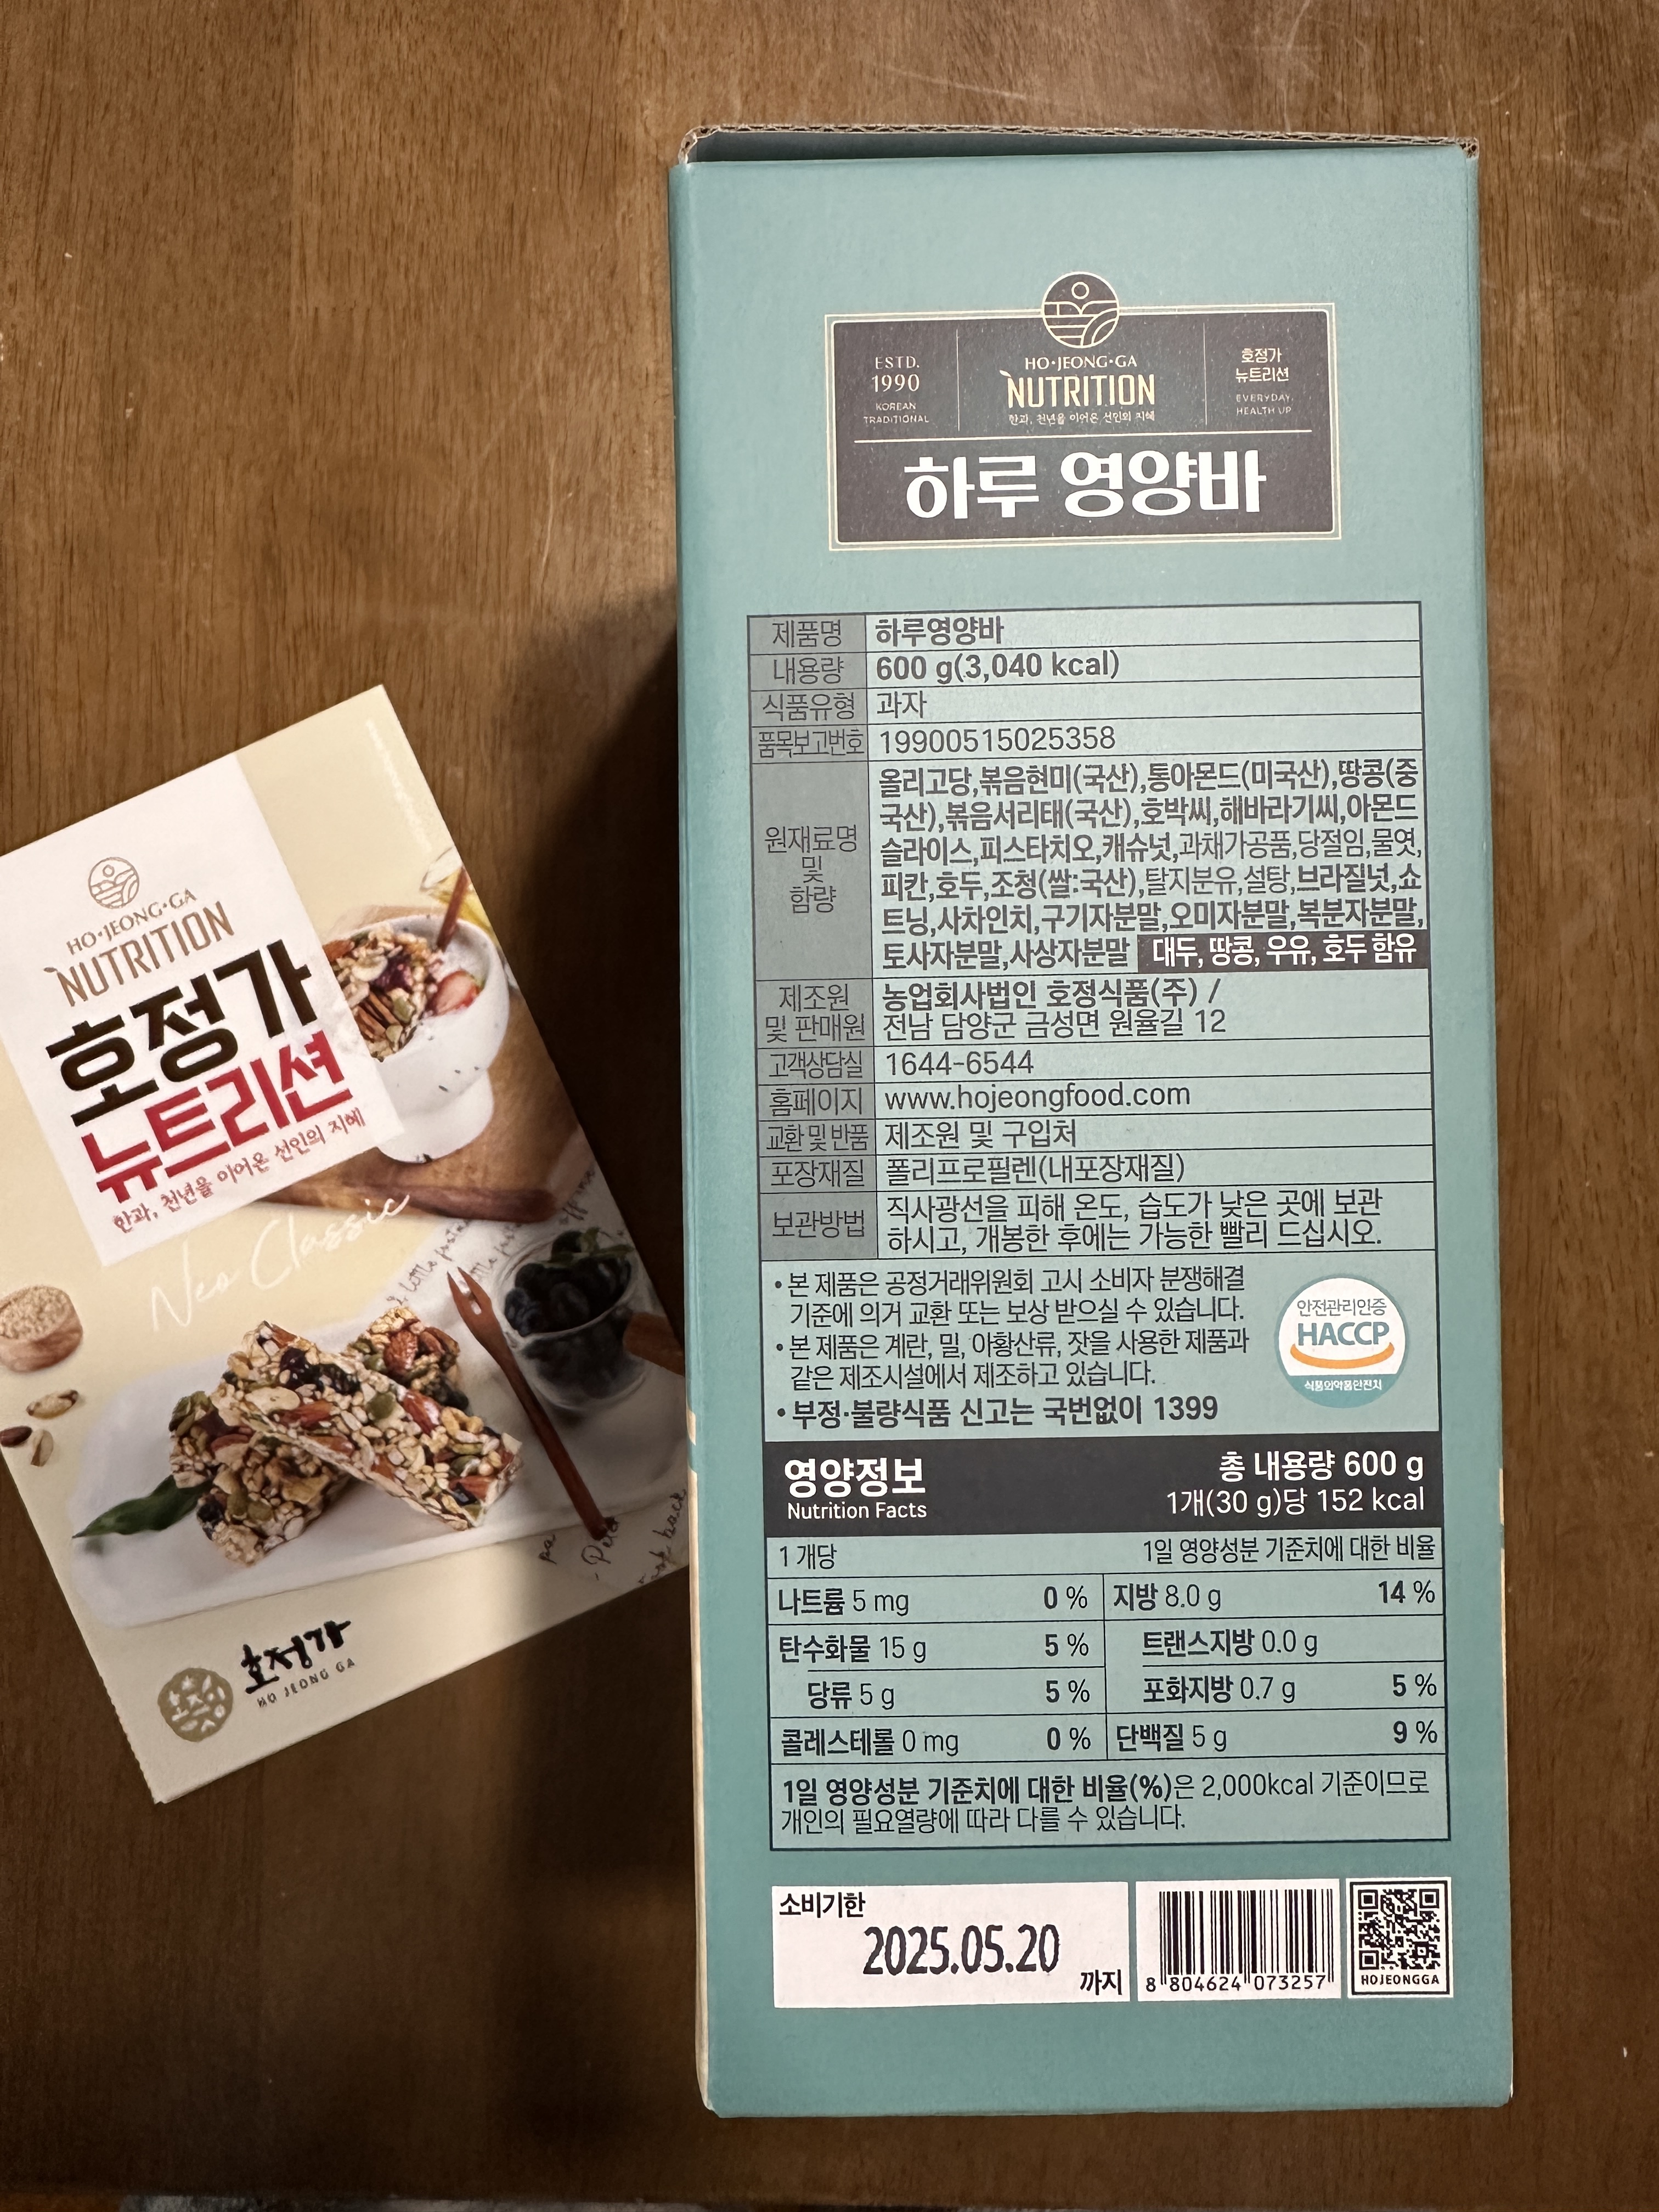 HO·JEONG·GA
NUTRITION
호정가
뉴트리션
한과, 천년을 이어온 선인의 지혜
Neo Classic
호정가
HO JEONG GA
ESTD.
1990
KOREAN
TRADITIONAL
HO·JEONG·GA
NUTRITION
한과, 천년을 이어온 선인의 지혜
호정가
뉴트리션
EVERYDAY,
HEALTH UP
하루 영양바
제품명 하루영양바
내용량 600 g(3,040 kcal)
식품유형 과자
품목보고번호 19900515025358
원재료명
및
함량
올리고당,볶음현미(국산),통아몬드(미국산),땅콩(중
국산),볶음서리태(국산),호박씨,해바라기씨,아몬드
슬라이스,피스타치오,캐슈넛,과채가공품,당절임,물엿,
피칸,호두,조청(쌀:국산),탈지분유,설탕,브라질넛,쇼
트닝,사차인치,구기자분말,오미자분말,복분자분말,
토사자분말,사상자분말 대두, 땅콩, 우유, 호두 함유
제조원
및 판매원
농업회사법인 호정식품(주) /
전남 담양군 금성면 원율길 12
고객상담실 1644-6544
홈페이지 www.hojeongfood.com
교환 및 반품 제조원 및 구입처
포장재질 폴리프로필렌(내포장재질)
보관방법
직사광선을 피해 온도, 습도가 낮은 곳에 보관
하시고, 개봉한 후에는 가능한 빨리 드십시오.
• 본 제품은 공정거래위원회 고시 소비자 분쟁해결
기준에 의거 교환 또는 보상 받으실 수 있습니다.
• 본 제품은 계란, 밀, 아황산류, 잣을 사용한 제품과
같은 제조시설에서 제조하고 있습니다.
• 부정·불량식품 신고는 국번없이 1399
안전관리인증
HACCP
식품의약품안전처
영양정보
Nutrition Facts
총 내용량 600 g
1개(30 g)당 152 kcal
1 개당 1일 영양성분 기준치에 대한 비율
나트륨 5 mg 0 % 지방 8.0 g 14 %
탄수화물 15 g 5 % 트랜스지방 0.0 g
당류 5 g 5 % 포화지방 0.7 g 5 %
콜레스테롤 0 mg 0 % 단백질 5 g 9 %
1일 영양성분 기준치에 대한 비율(%)은 2,000kcal 기준이므로
개인의 필요열량에 따라 다를 수 있습니다.
소비기한
2025.05.20
까지
8 804624 073257
HOJEONGGA